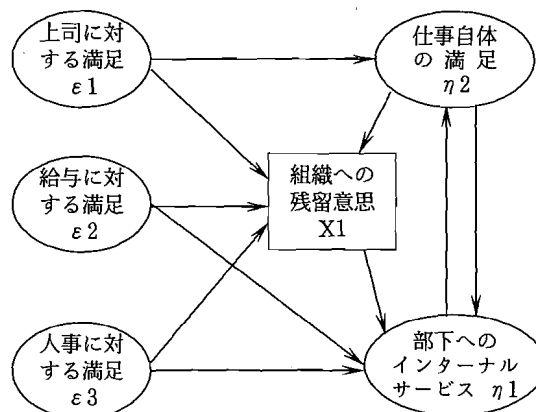 上司に対
する満足
ε1
仕事自体
の満足
η2
給与に対
する満足
ε2
組織への
残留意思
X1
人事に対
する満足
ε3
部下への
インターナル
サービス η1